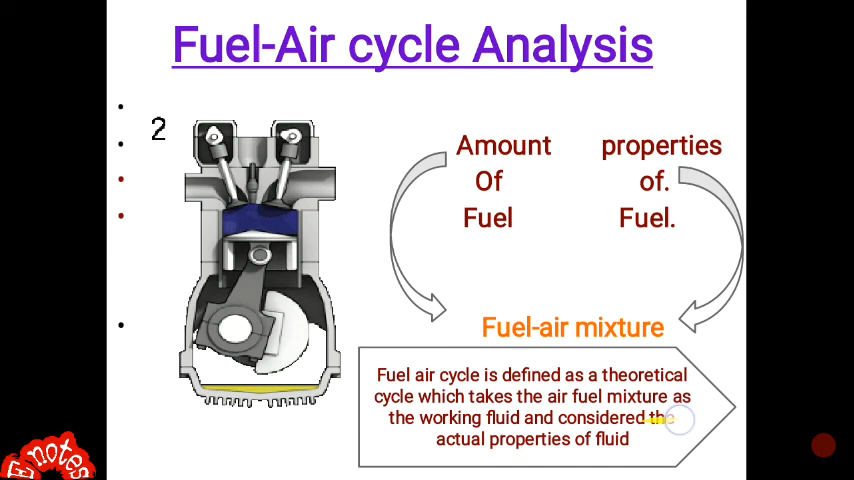 Fuel-Air cycle Analysis
2
Amount
Of
Fuel
properties
of.
Fuel.
Fuel-air mixture
Fuel air cycle is defined as a theoretical
cycle which takes the air fuel mixture as
the working fluid and considered the
actual properties of fluid
E notes